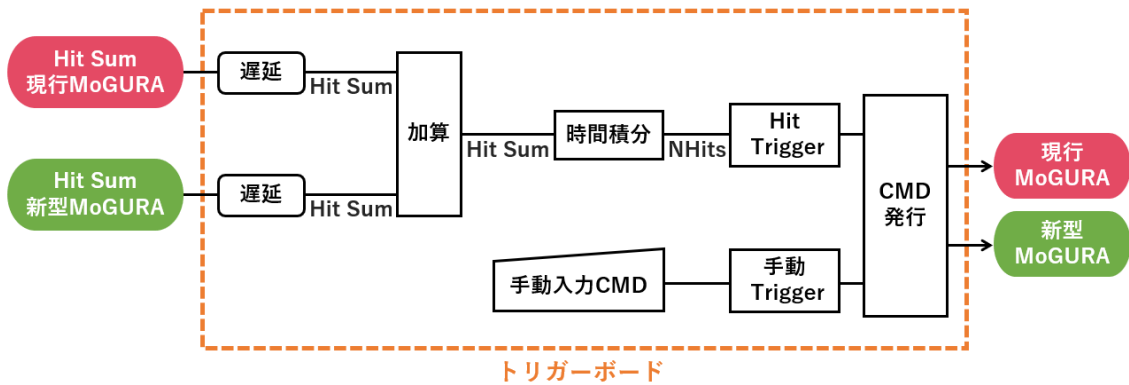 Hit Sum
現行MoGURA
遅延
Hit Sum
加算
Hit Sum
新型MoGURA
遅延
Hit Sum
Hit Sum
時間積分
NHits
Hit
Trigger
手動入力CMD
手動
Trigger
CMD
発行
現行
MoGURA
新型
MoGURA
トリガーボード